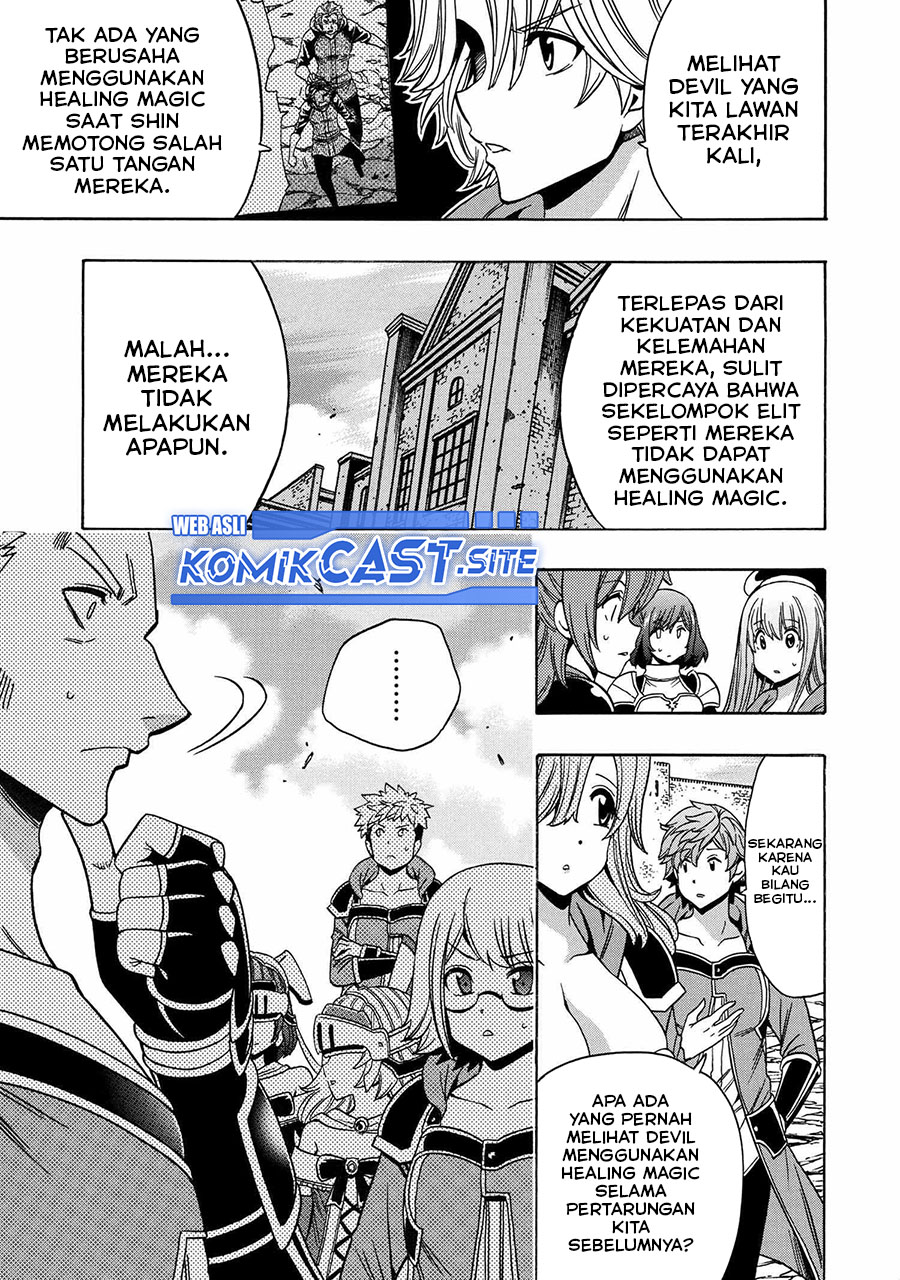 MELIHAT
DEVIL YANG
KITA LAWAN
TERAKHIR
KALI,
TAK ADA YANG
BERUSAHA
MENGGUNAKAN
HEALING MAGIC
SAAT SHIN
MEMOTONG SALAH
SATU TANGAN
MEREKA.
TERLEPAS DARI
KEKUATAN DAN
KELEMAHAN
MEREKA, SULIT
DIPERCAYA BAHWA
SEKELOMPOK ELIT
SEPERTI MEREKA
TIDAK DAPAT
MENGGUNAKAN
HEALING MAGIC.
MALAH...
MEREKA
TIDAK
MELAKUKAN
APAPUN.
WEB ASLI
KOMIKCAST.SITE
SEKARANG
KARENA
KAU
BILANG
BEGITU...
APA ADA
YANG PERNAH
MELIHAT DEVIL
MENGGUNAKAN
HEALING MAGIC
SELAMA
PERTARUNGAN
KITA
SEBELUMNYA?
.........